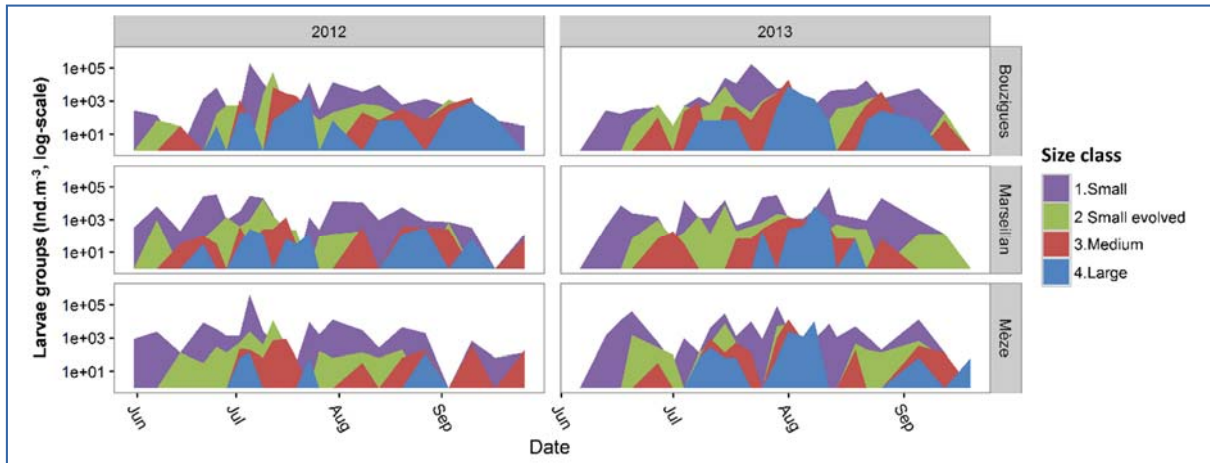 2012
2013
Larvae groups (Ind.m⁻³, log-scale)
1e+05
1e+03
1e+01
Bouzigues
1e+05
1e+03
1e+01
Marseillan
1e+05
1e+03
1e+01
Mèze
Jun
Jul
Aug
Sep
Jun
Jul
Aug
Sep
Date
Size class
1.Small
2 Small evolved
3.Medium
4.Large